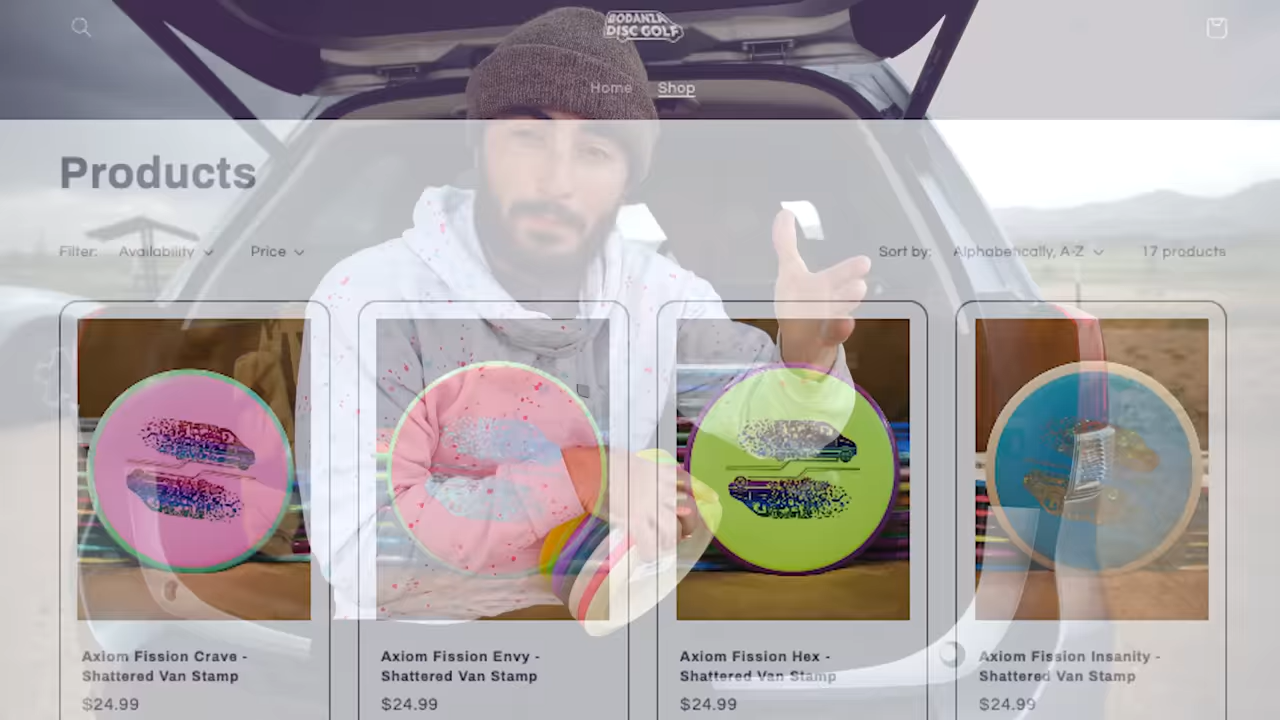 BODANZA
DISC GOLF
Home Shop
Products
Filter: Availability Price Sort by: Alphabetically, A-Z 17 products
Axiom Fission Crave -
Shattered Van Stamp
$24.99
Axiom Fission Envy -
Shattered Van Stamp
$24.99
Axiom Fission Hex -
Shattered Van Stamp
$24.99
Axiom Fission Insanity -
Shattered Van Stamp
$24.99